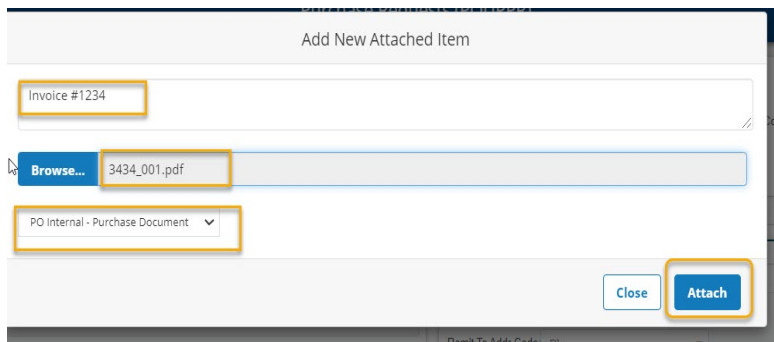 Add New Attached Item
Invoice #1234
Browse... 3434_001.pdf
PO Internal - Purchase Document
Close Attach